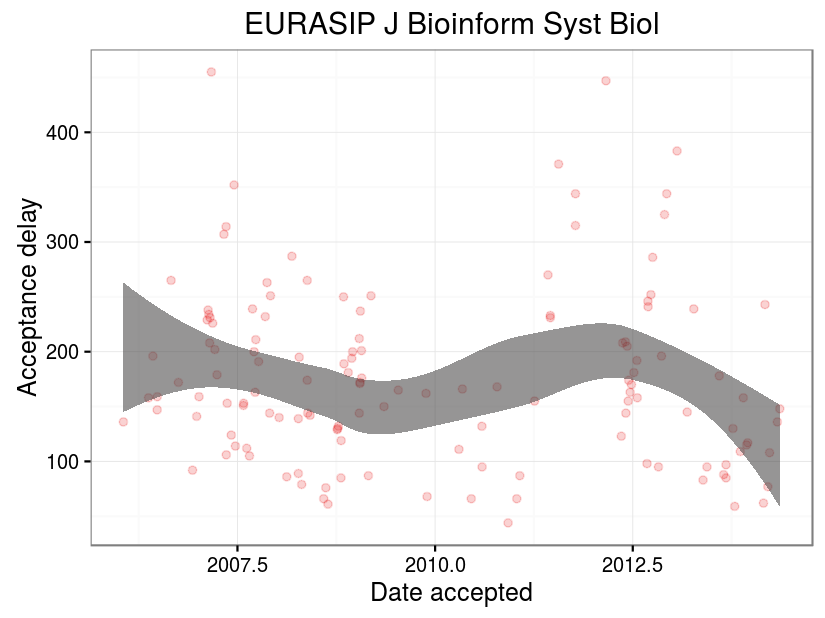 EURASIP J Bioinform Syst Biol
Acceptance delay
400
300
200
100
2007.5
2010.0
2012.5
Date accepted